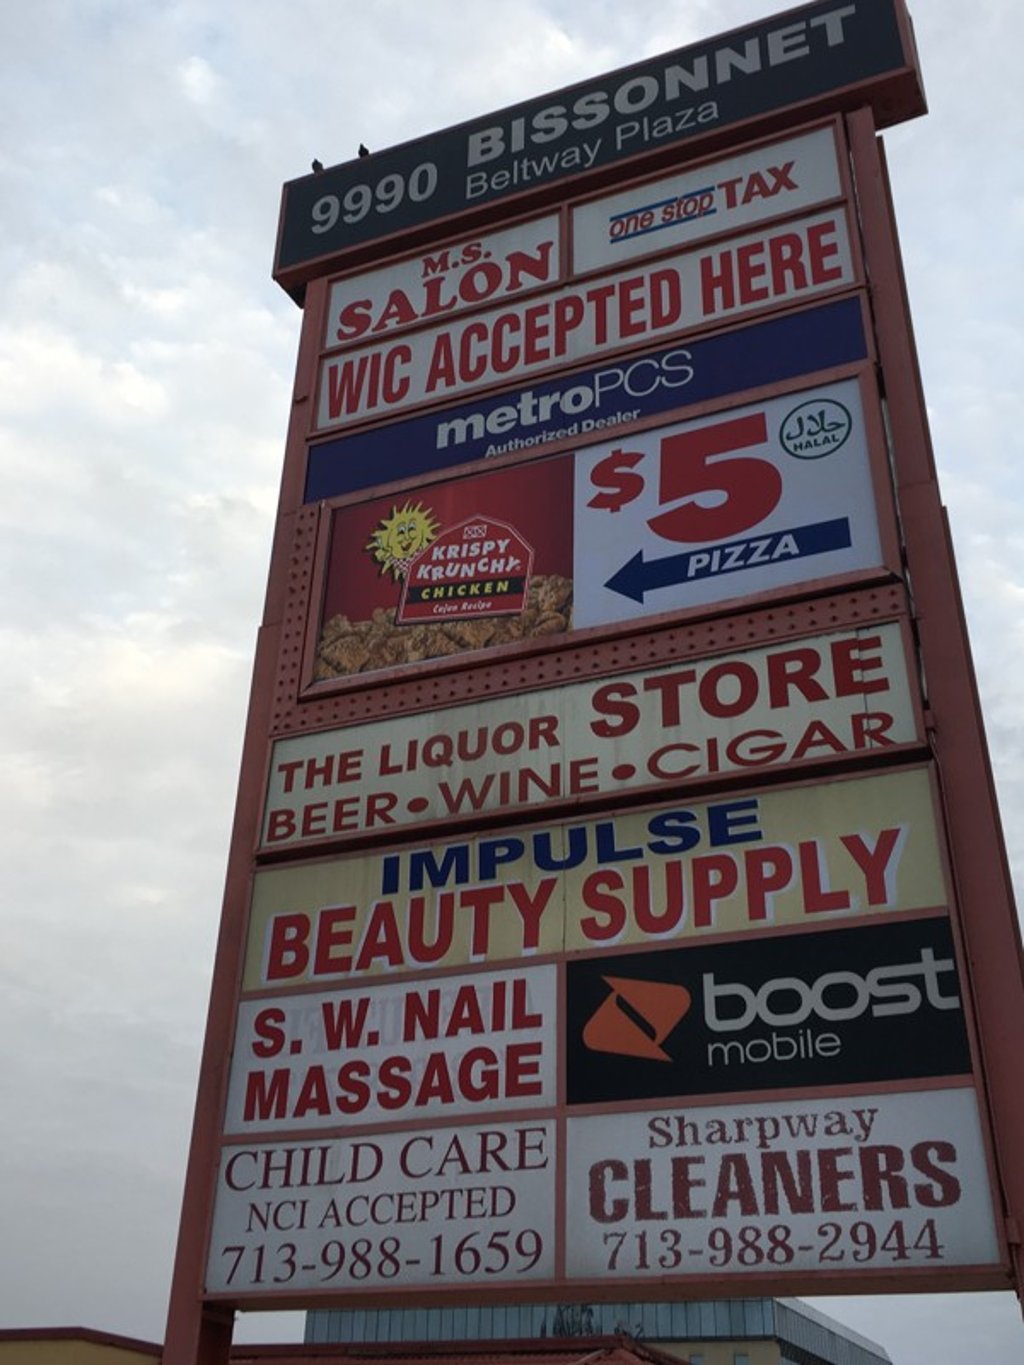 9990 BISSONNET
Beltway Plaza
M.S.
SALON
one stop TAX
WIC ACCEPTED HERE
metroPCS
Authorized Dealer
KRISPY
KRUNCHY
CHICKEN
Cajun Recipe
$5
حلال
HALAL
PIZZA
THE LIQUOR STORE
BEER • WINE • CIGAR
IMPULSE
BEAUTY SUPPLY
S. W. NAIL
MASSAGE
boost
mobile
CHILD CARE
NCI ACCEPTED
713-988-1659
Sharpway
CLEANERS
713-988-2944